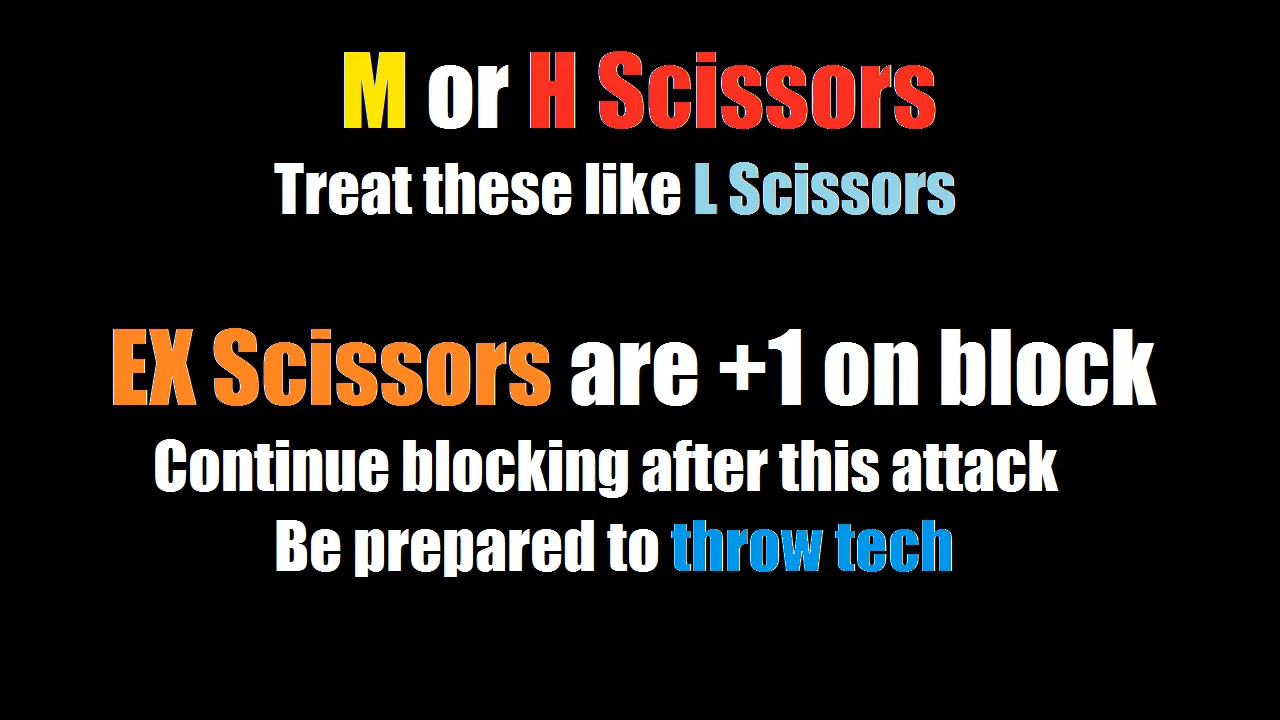 M or H Scissors
Treat these like L Scissors
EX Scissors are +1 on block
Continue blocking after this attack
Be prepared to throw tech